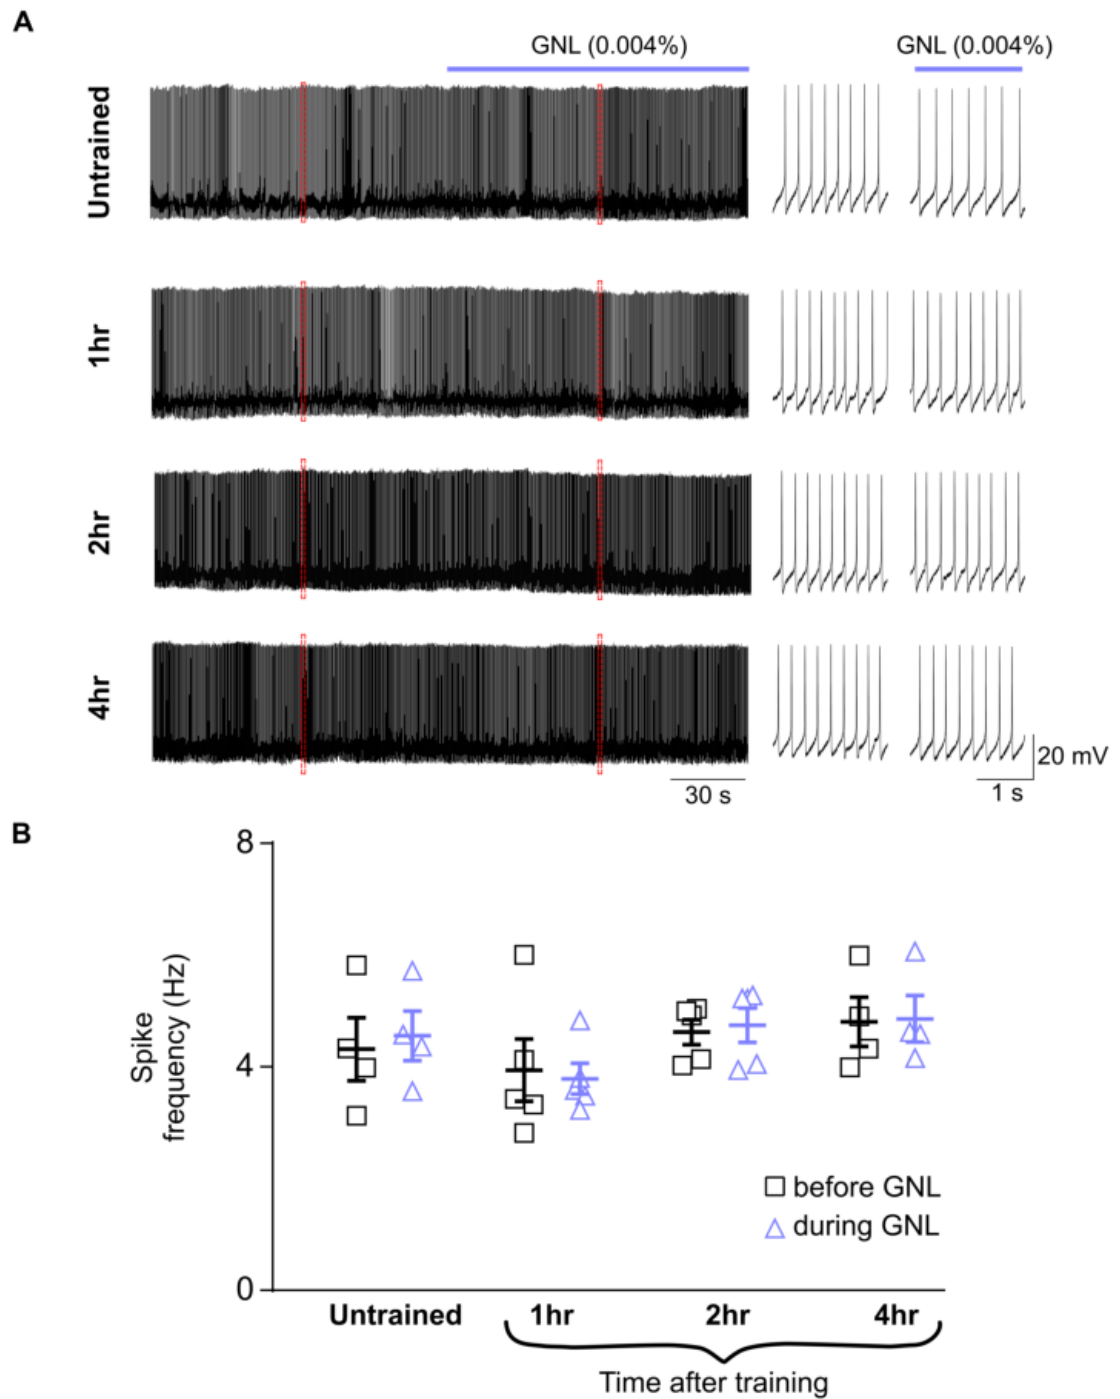 A
GNL (0.004%)
GNL (0.004%)
Untrained
1hr
2hr
4hr
20 mV
30 s
1 s
B
8
Spike
frequency (Hz)
4
before GNL
during GNL
0
Untrained
1hr
2hr
4hr
Time after training